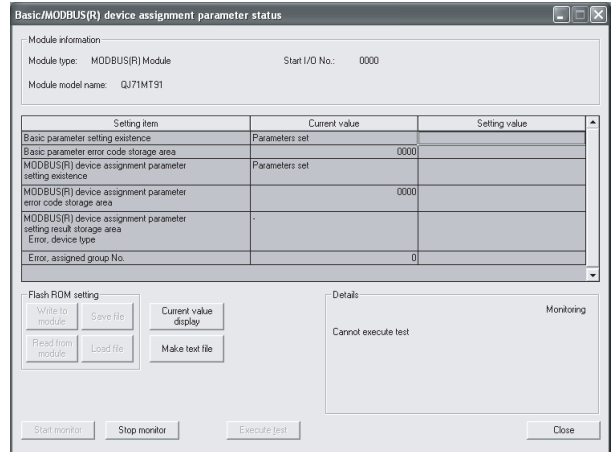 Basic/MODBUS(R) device assignment parameter status
Module information
Module type: MODBUS(R) Module Start I/O No.: 0000
Module model name: QJ71MT91
Setting item Current value Setting value
Basic parameter setting existence Parameters set
Basic parameter error code storage area 0000
MODBUS(R) device assignment parameter Parameters set
setting existence
MODBUS(R) device assignment parameter 0000
error code storage area
MODBUS(R) device assignment parameter -
setting result storage area
Error, device type
Error, assigned group No. 0
Flash ROM setting
Write to
module
Save file
Current value
display
Read from
module
Load file
Make text file
Details
Monitoring
Cannot execute test
Start monitor Stop monitor Execute test Close